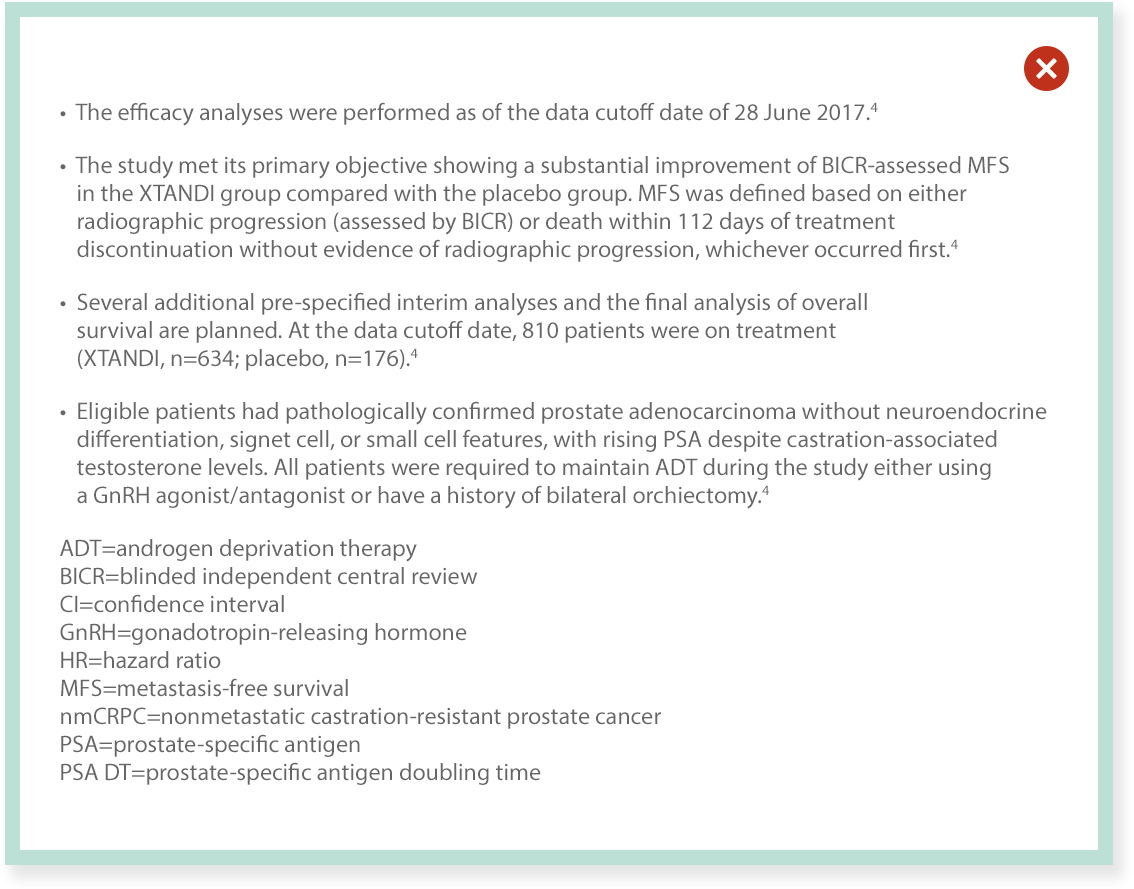 • The efficacy analyses were performed as of the data cutoff date of 28 June 2017.4
• The study met its primary objective showing a substantial improvement of BICR-assessed MFS
in the XTANDI group compared with the placebo group. MFS was defined based on either
radiographic progression (assessed by BICR) or death within 112 days of treatment
discontinuation without evidence of radiographic progression, whichever occurred first.4
• Several additional pre-specified interim analyses and the final analysis of overall
survival are planned. At the data cutoff date, 810 patients were on treatment
(XTANDI, n=634; placebo, n=176).4
• Eligible patients had pathologically confirmed prostate adenocarcinoma without neuroendocrine
differentiation, signet cell, or small cell features, with rising PSA despite castration-associated
testosterone levels. All patients were required to maintain ADT during the study either using
a GnRH agonist/antagonist or have a history of bilateral orchiectomy.4
ADT=androgen deprivation therapy
BICR=blinded independent central review
CI=confidence interval
GnRH=gonadotropin-releasing hormone
HR=hazard ratio
MFS=metastasis-free survival
nmCRPC=nonmetastatic castration-resistant prostate cancer
PSA=prostate-specific antigen
PSA DT=prostate-specific antigen doubling time